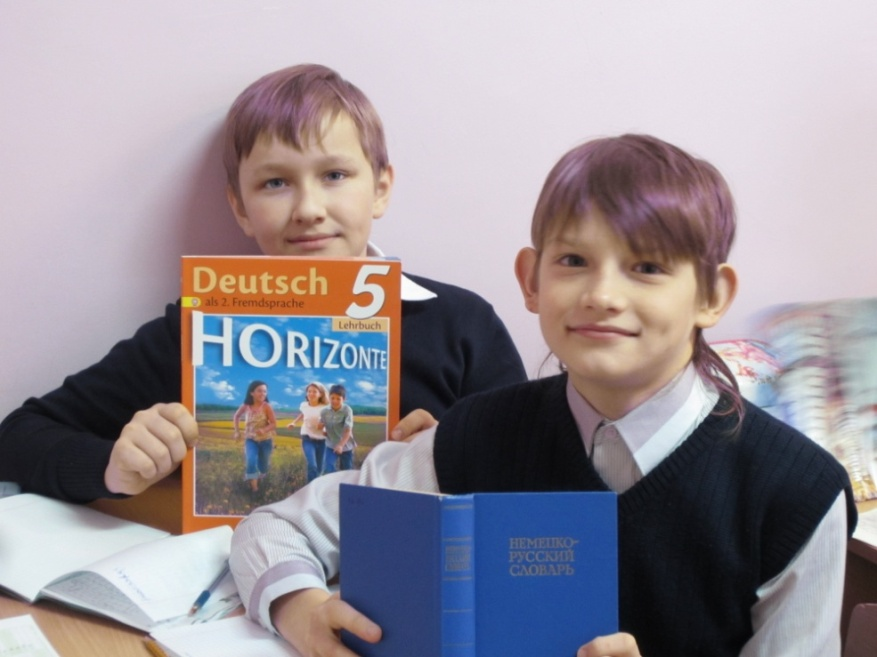 Deutsch 5
als 2. Fremdsprache
Lehrbuch
HORIZONTE
НЕМЕЦКО-
РУССКИЙ
СЛОВАРЬ